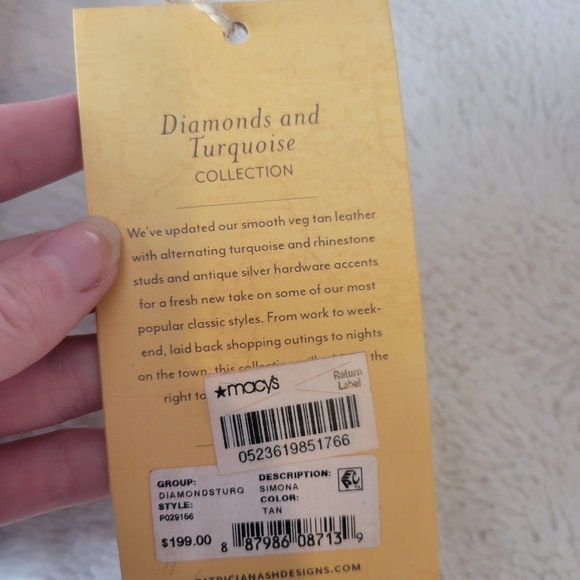 Diamonds and
Turquoise
COLLECTION
We've updated our smooth veg tan leather
with alternating turquoise and rhinestone
studs and antique silver hardware accents
for a fresh new take on some of our most
popular classic styles. From work to week-
end, laid back shopping outings to nights
on the town, this the
right to
★macy's
Return
Label
0523619851766
GROUP:
DIAMONDSTURQ
STYLE:
P029166
DESCRIPTION:
SIMONA
COLOR:
TAN
$199.00
8 87986 08713 9
PATRICIANASHDESIGNS.COM